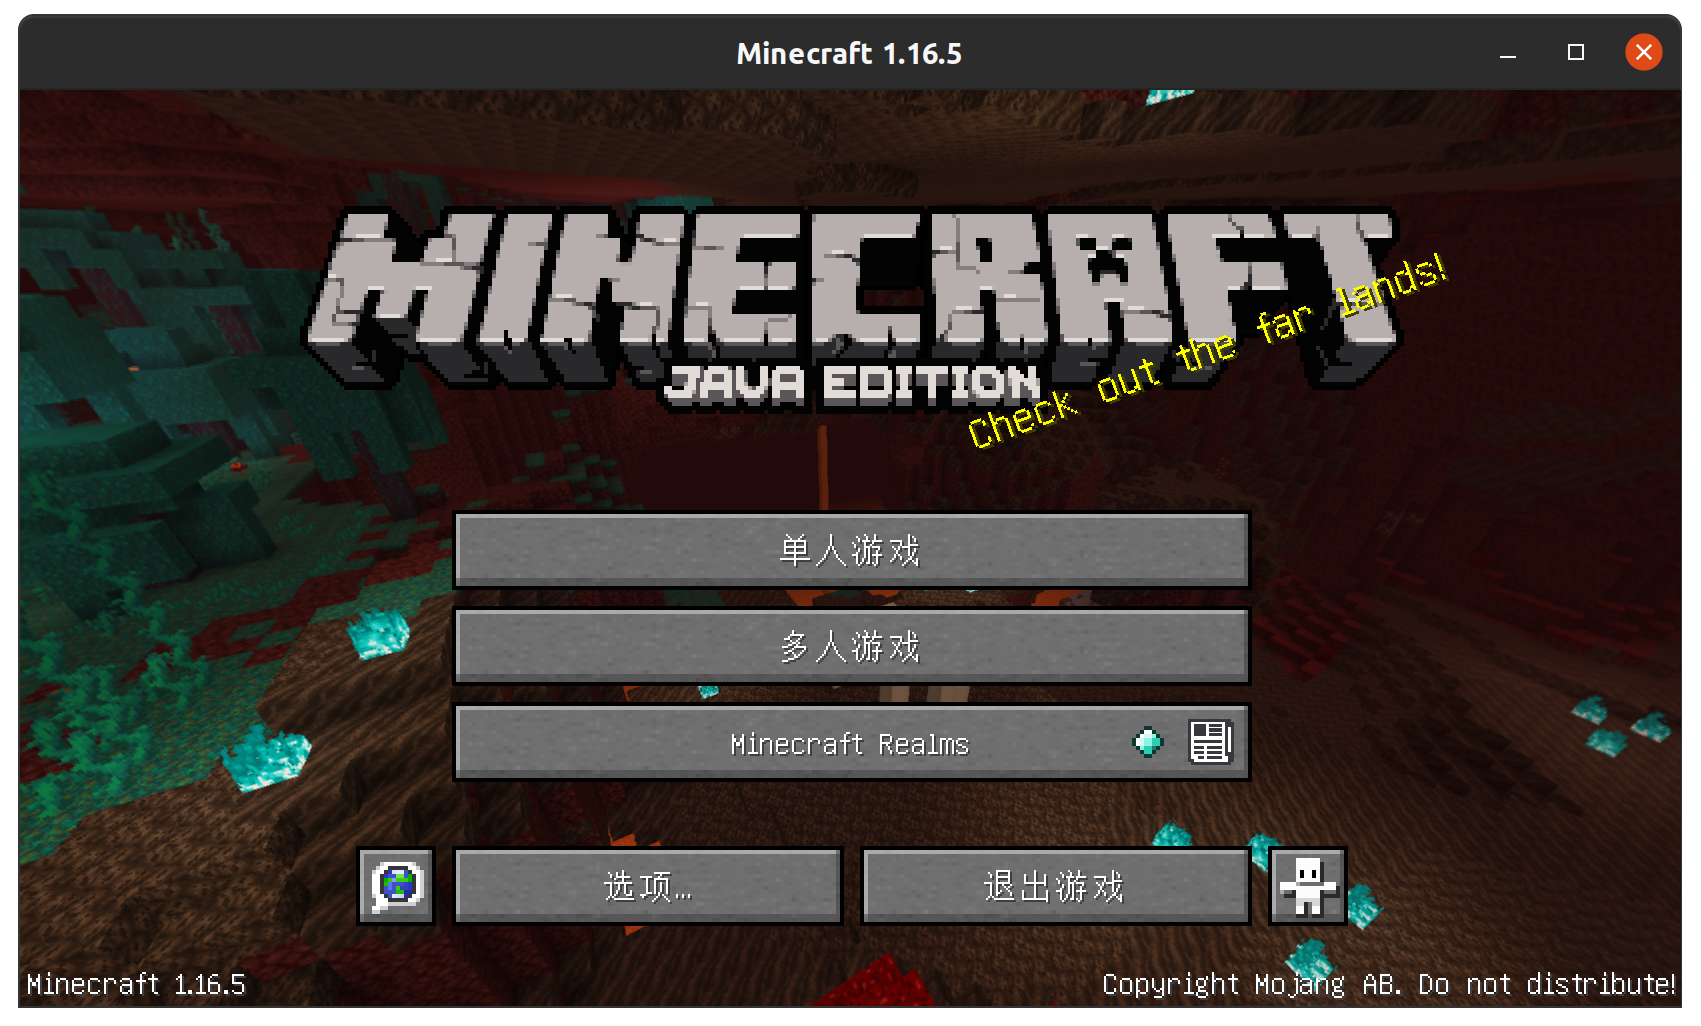 Minecraft 1.16.5
MINECRAFT
JAVA EDITION
Check out the far lands!
单人游戏
多人游戏
Minecraft Realms
选项...
退出游戏
Minecraft 1.16.5
Copyright Mojang AB. Do not distribute!